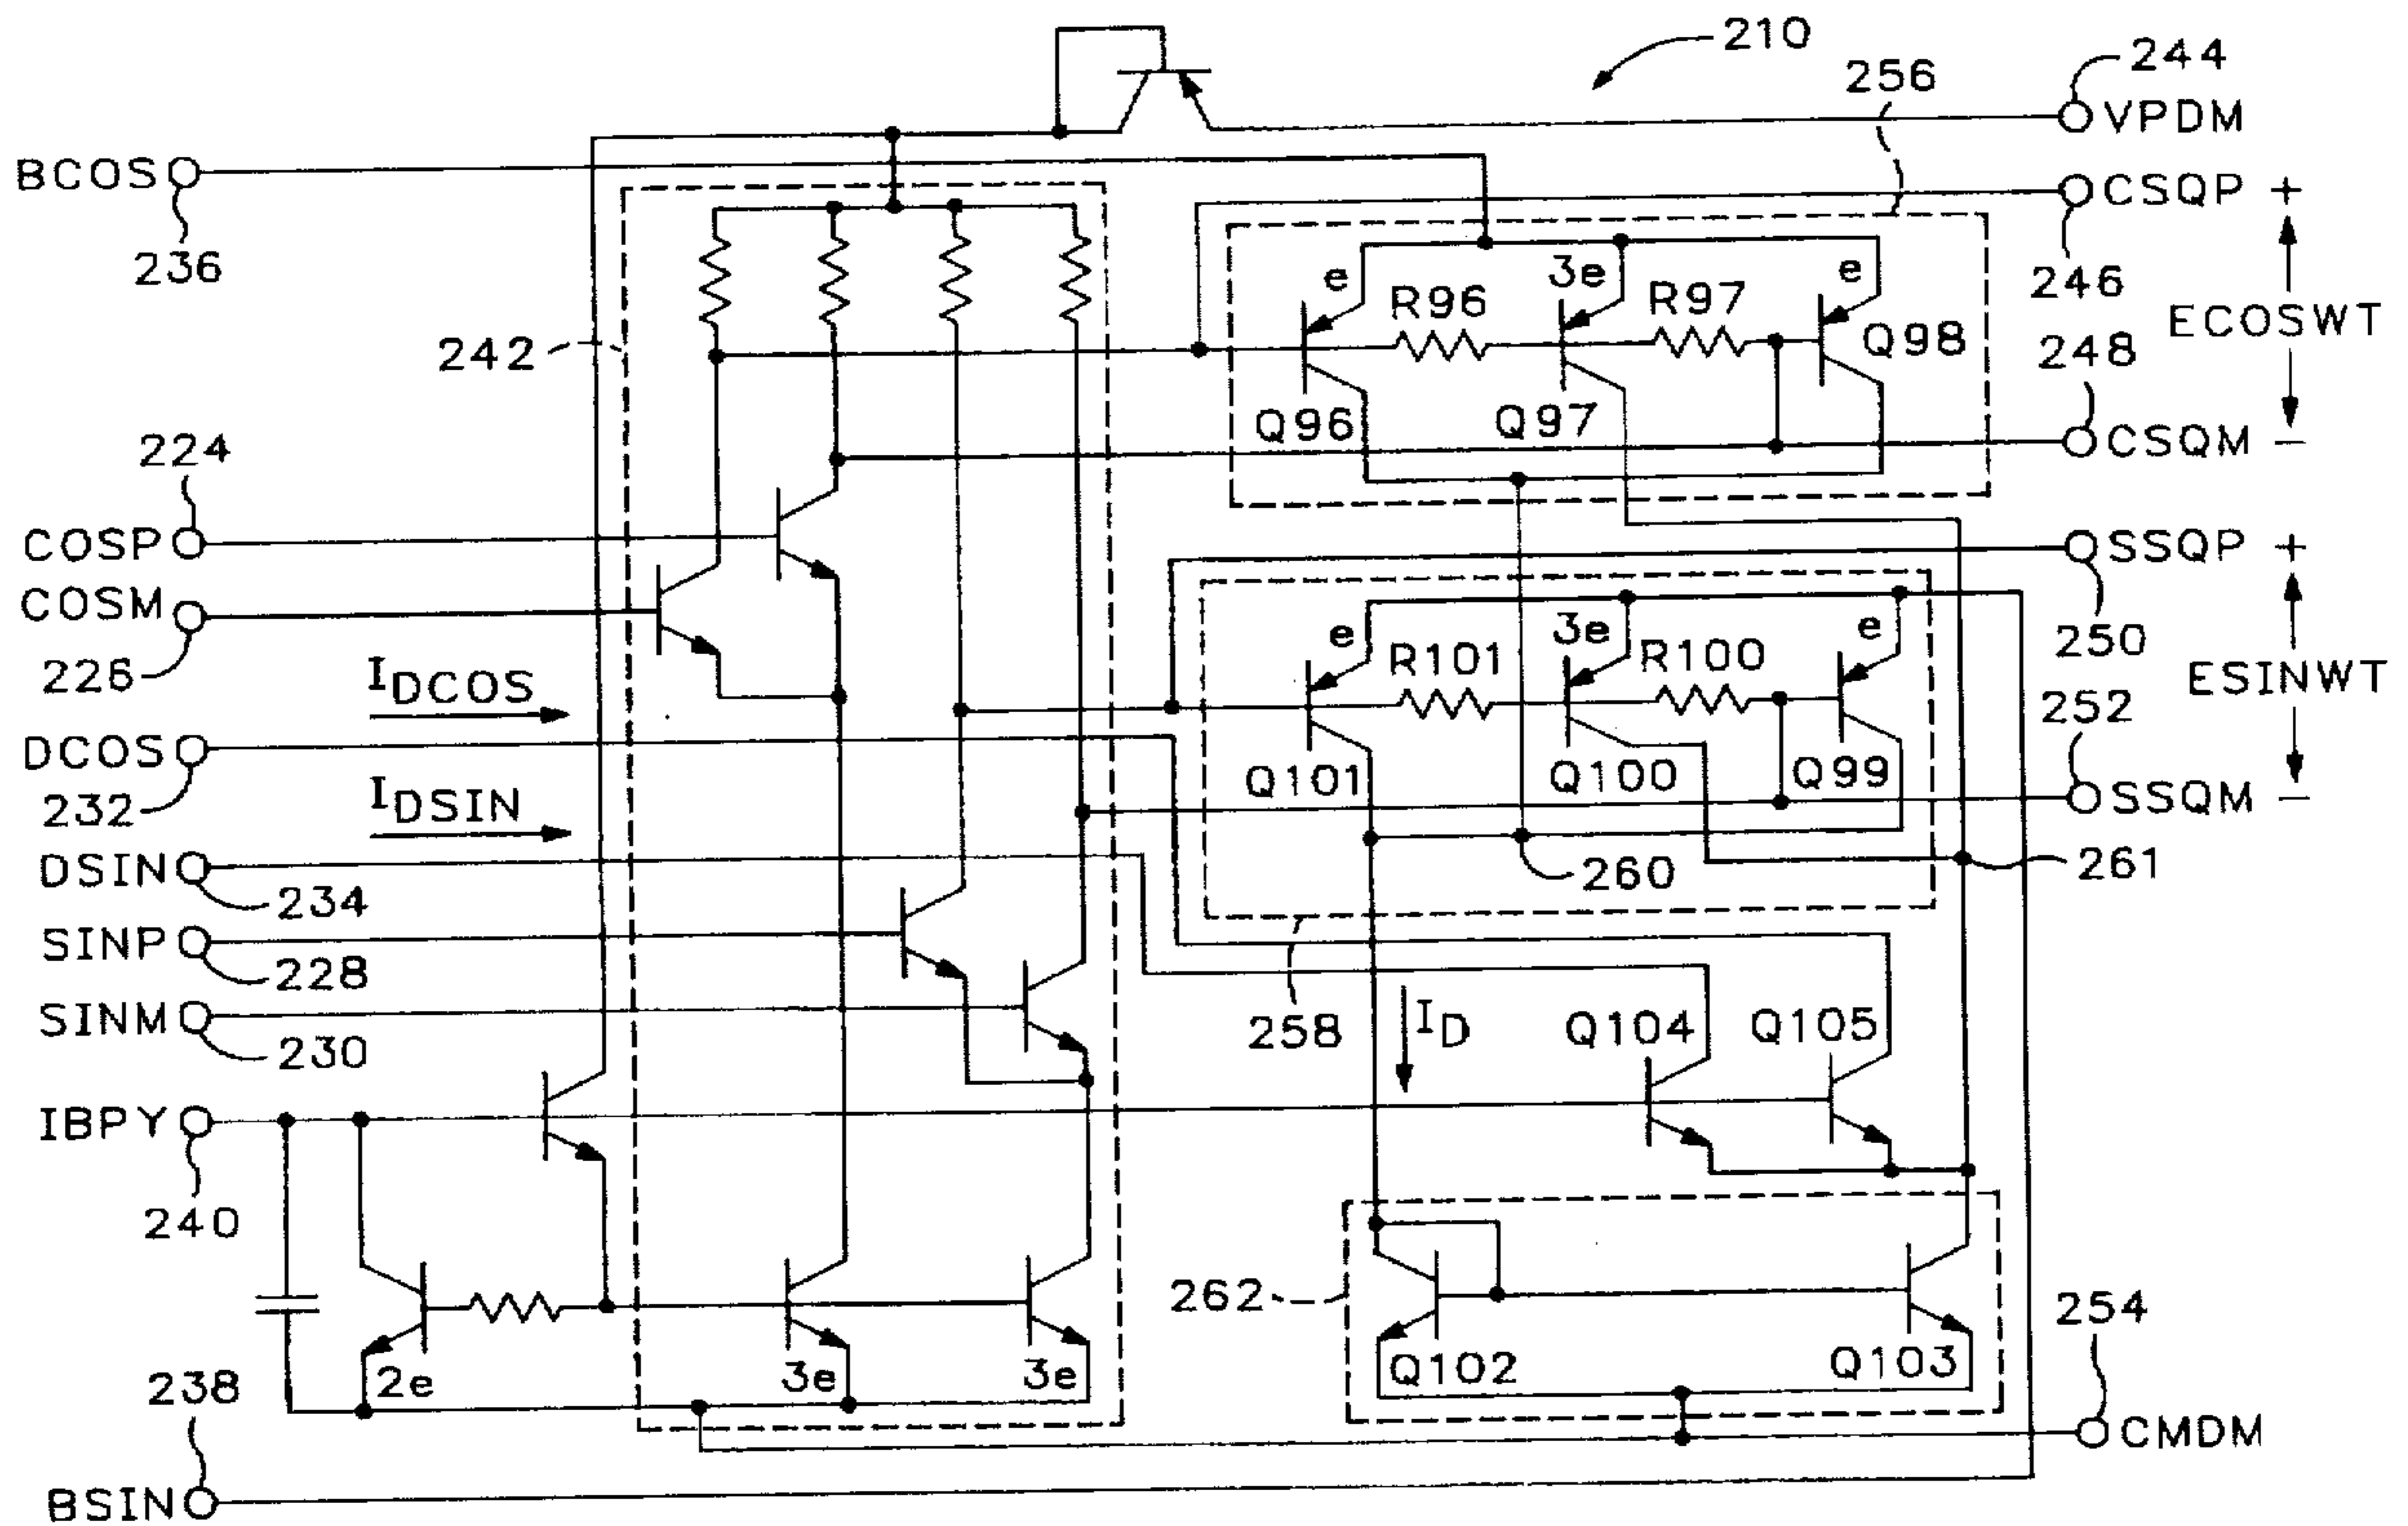 210
244
VPDM
256
BCOS
236
CSQP +
246
ECOSWT
248
CSQM −
e
R96
3e
R97
e
Q98
Q96
Q97
242
224
COSP
COSM
226
I DCOS
DCOS
232
I DSIN
DSIN
234
SINP
228
SINM
230
IBPY
240
SSQP +
250
ESINWT
252
SSQM −
e
R101
3e
R100
e
Q101
Q100
Q99
260
261
258
I D
Q104
Q105
262
Q102
Q103
254
CMDM
2e
3e
3e
238
BSIN